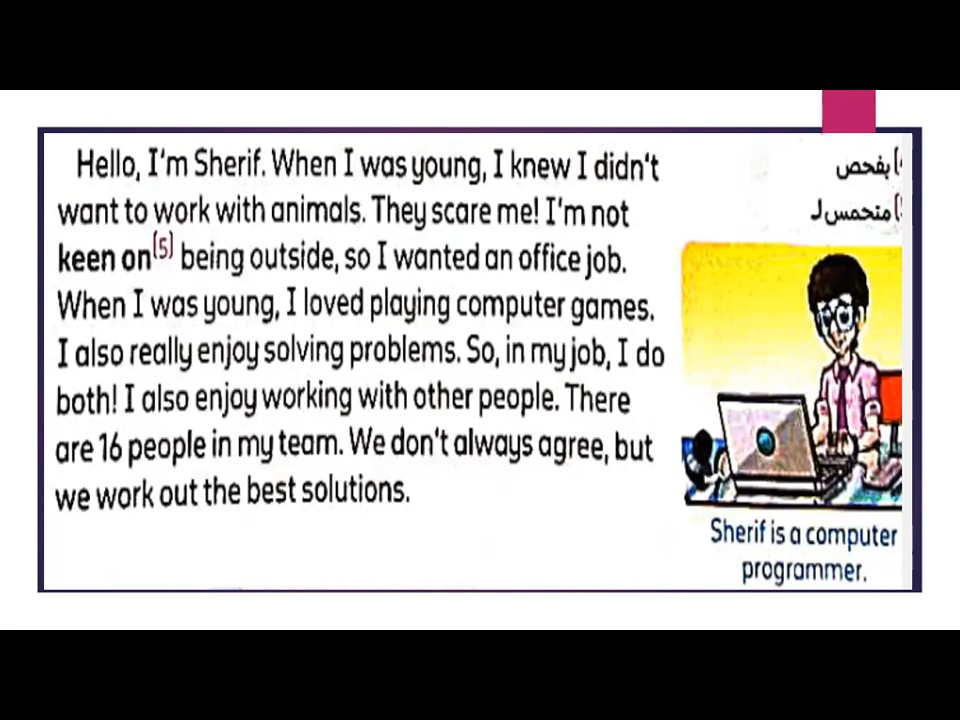 Hello, I'm Sherif. When I was young, I knew I didn't
want to work with animals. They scare me! I'm not
keen on(5) being outside, so I wanted an office job.
When I was young, I loved playing computer games.
I also really enjoy solving problems. So, in my job, I do
both! I also enjoy working with other people. There
are 16 people in my team. We don't always agree, but
we work out the best solutions.
يفحص
متحمس لـ
Sherif is a computer
programmer.